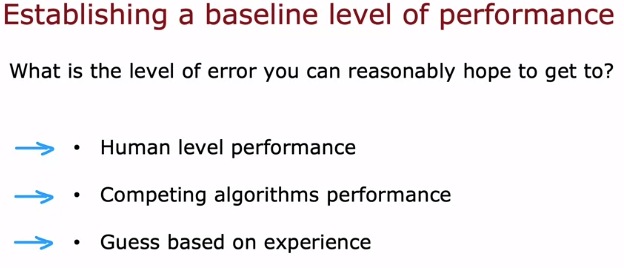 Establishing a baseline level of performance
What is the level of error you can reasonably hope to get to?
• Human level performance
• Competing algorithms performance
• Guess based on experience